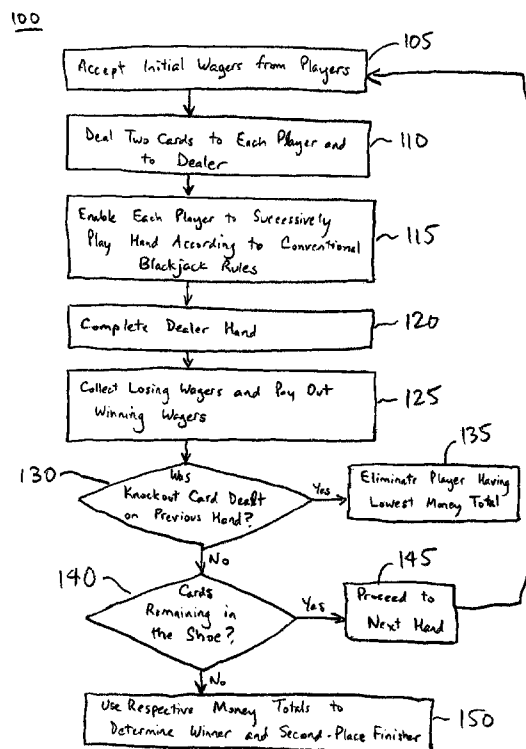 100
105
Accept Initial Wagers from Players
Deal Two Cards to Each Player and
to Dealer
110
Enable Each Player to Successively
Play Hand According to Conventional
Blackjack Rules
115
Complete Dealer Hand
120
Collect Losing Wagers and Pay Out
Winning Wagers
125
130
Was
Knockout Card Dealt
on Previous Hand?
Yes
135
Eliminate Player Having
Lowest Money Total
No
140
Cards
Remaining in
the Shoe?
Yes
145
Proceed to
Next Hand
No
Use Respective Money Totals to
Determine Winner and Second-Place Finisher
150